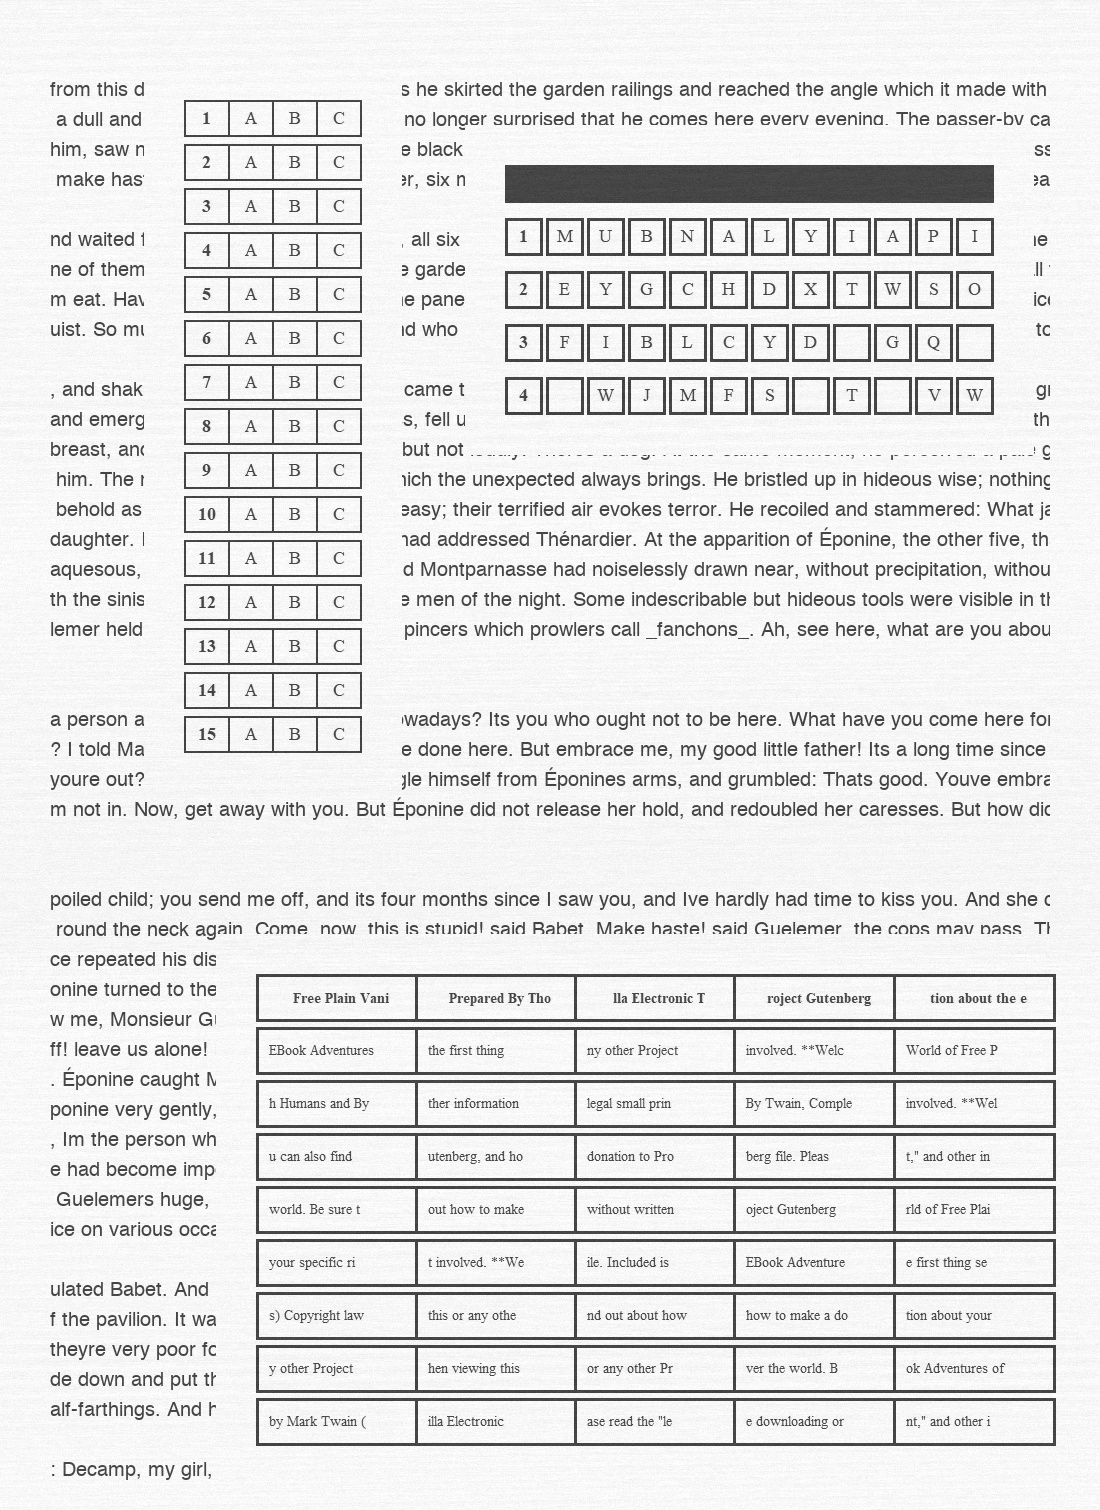 from this d s he skirted the garden railings and reached the angle which it made with
a dull and no longer surprised that he comes here every evening. The passer-by ca
him, saw n e black ss
make has er, six ea
nd waited , all six
ne of them e garde
m eat. Hav ne pane ice
uist. So mu nd who to
, and shak came t gr
and emerg s, fell u th
breast, and but not
him. The hich the unexpected always brings. He bristled up in hideous wise; nothing
behold as easy; their terrified air evokes terror. He recoiled and stammered: What ja
daughter. had addressed Thénardier. At the apparition of Éponine, the other five, th
aquesous, d Montparnasse had noiselessly drawn near, without precipitation, withou
th the sinis e men of the night. Some indescribable but hideous tools were visible in th
lemer held pincers which prowlers call _fanchons_. Ah, see here, what are you abou
a person a owadays? Its you who ought not to be here. What have you come here for
? I told Ma e done here. But embrace me, my good little father! Its a long time since
youre out? gle himself from Éponines arms, and grumbled: Thats good. Youve embra
m not in. Now, get away with you. But Éponine did not release her hold, and redoubled her caresses. But how did
poiled child; you send me off, and its four months since I saw you, and Ive hardly had time to kiss you. And she c
round the neck again. Come, now, this is stupid! said Babet. Make haste! said Guelemer, the cops may pass. Th
ce repeated his dis
onine turned to the
w me, Monsieur Gu
ff! leave us alone!
. Éponine caught M
ponine very gently,
, Im the person wh
e had become imp
Guelemers huge,
ice on various occa
ulated Babet. And
f the pavilion. It wa
theyre very poor fo
de down and put th
alf-farthings. And h
: Decamp, my girl,
1 A B C
2 A B C
3 A B C
4 A B C
5 A B C
6 A B C
7 A B C
8 A B C
9 A B C
10 A B C
11 A B C
12 A B C
13 A B C
14 A B C
15 A B C
1 M U B N A L Y I A P I
2 E Y G C H D X T W S O
3 F I B L C Y D G Q
4 W J M F S T V W
Free Plain Vani Prepared By Tho lla Electronic T roject Gutenberg tion about the e
EBook Adventures the first thing ny other Project involved. **Welc World of Free P
h Humans and By ther information legal small prin By Twain, Comple involved. **Wel
u can also find utenberg, and ho donation to Pro berg file. Pleas t," and other in
world. Be sure t out how to make without written oject Gutenberg rld of Free Plai
your specific ri t involved. **We ile. Included is EBook Adventure e first thing se
s) Copyright law this or any othe nd out about how how to make a do tion about your
y other Project hen viewing this or any other Pr ver the world. B ok Adventures of
by Mark Twain ( illa Electronic ase read the "le e downloading or nt," and other i